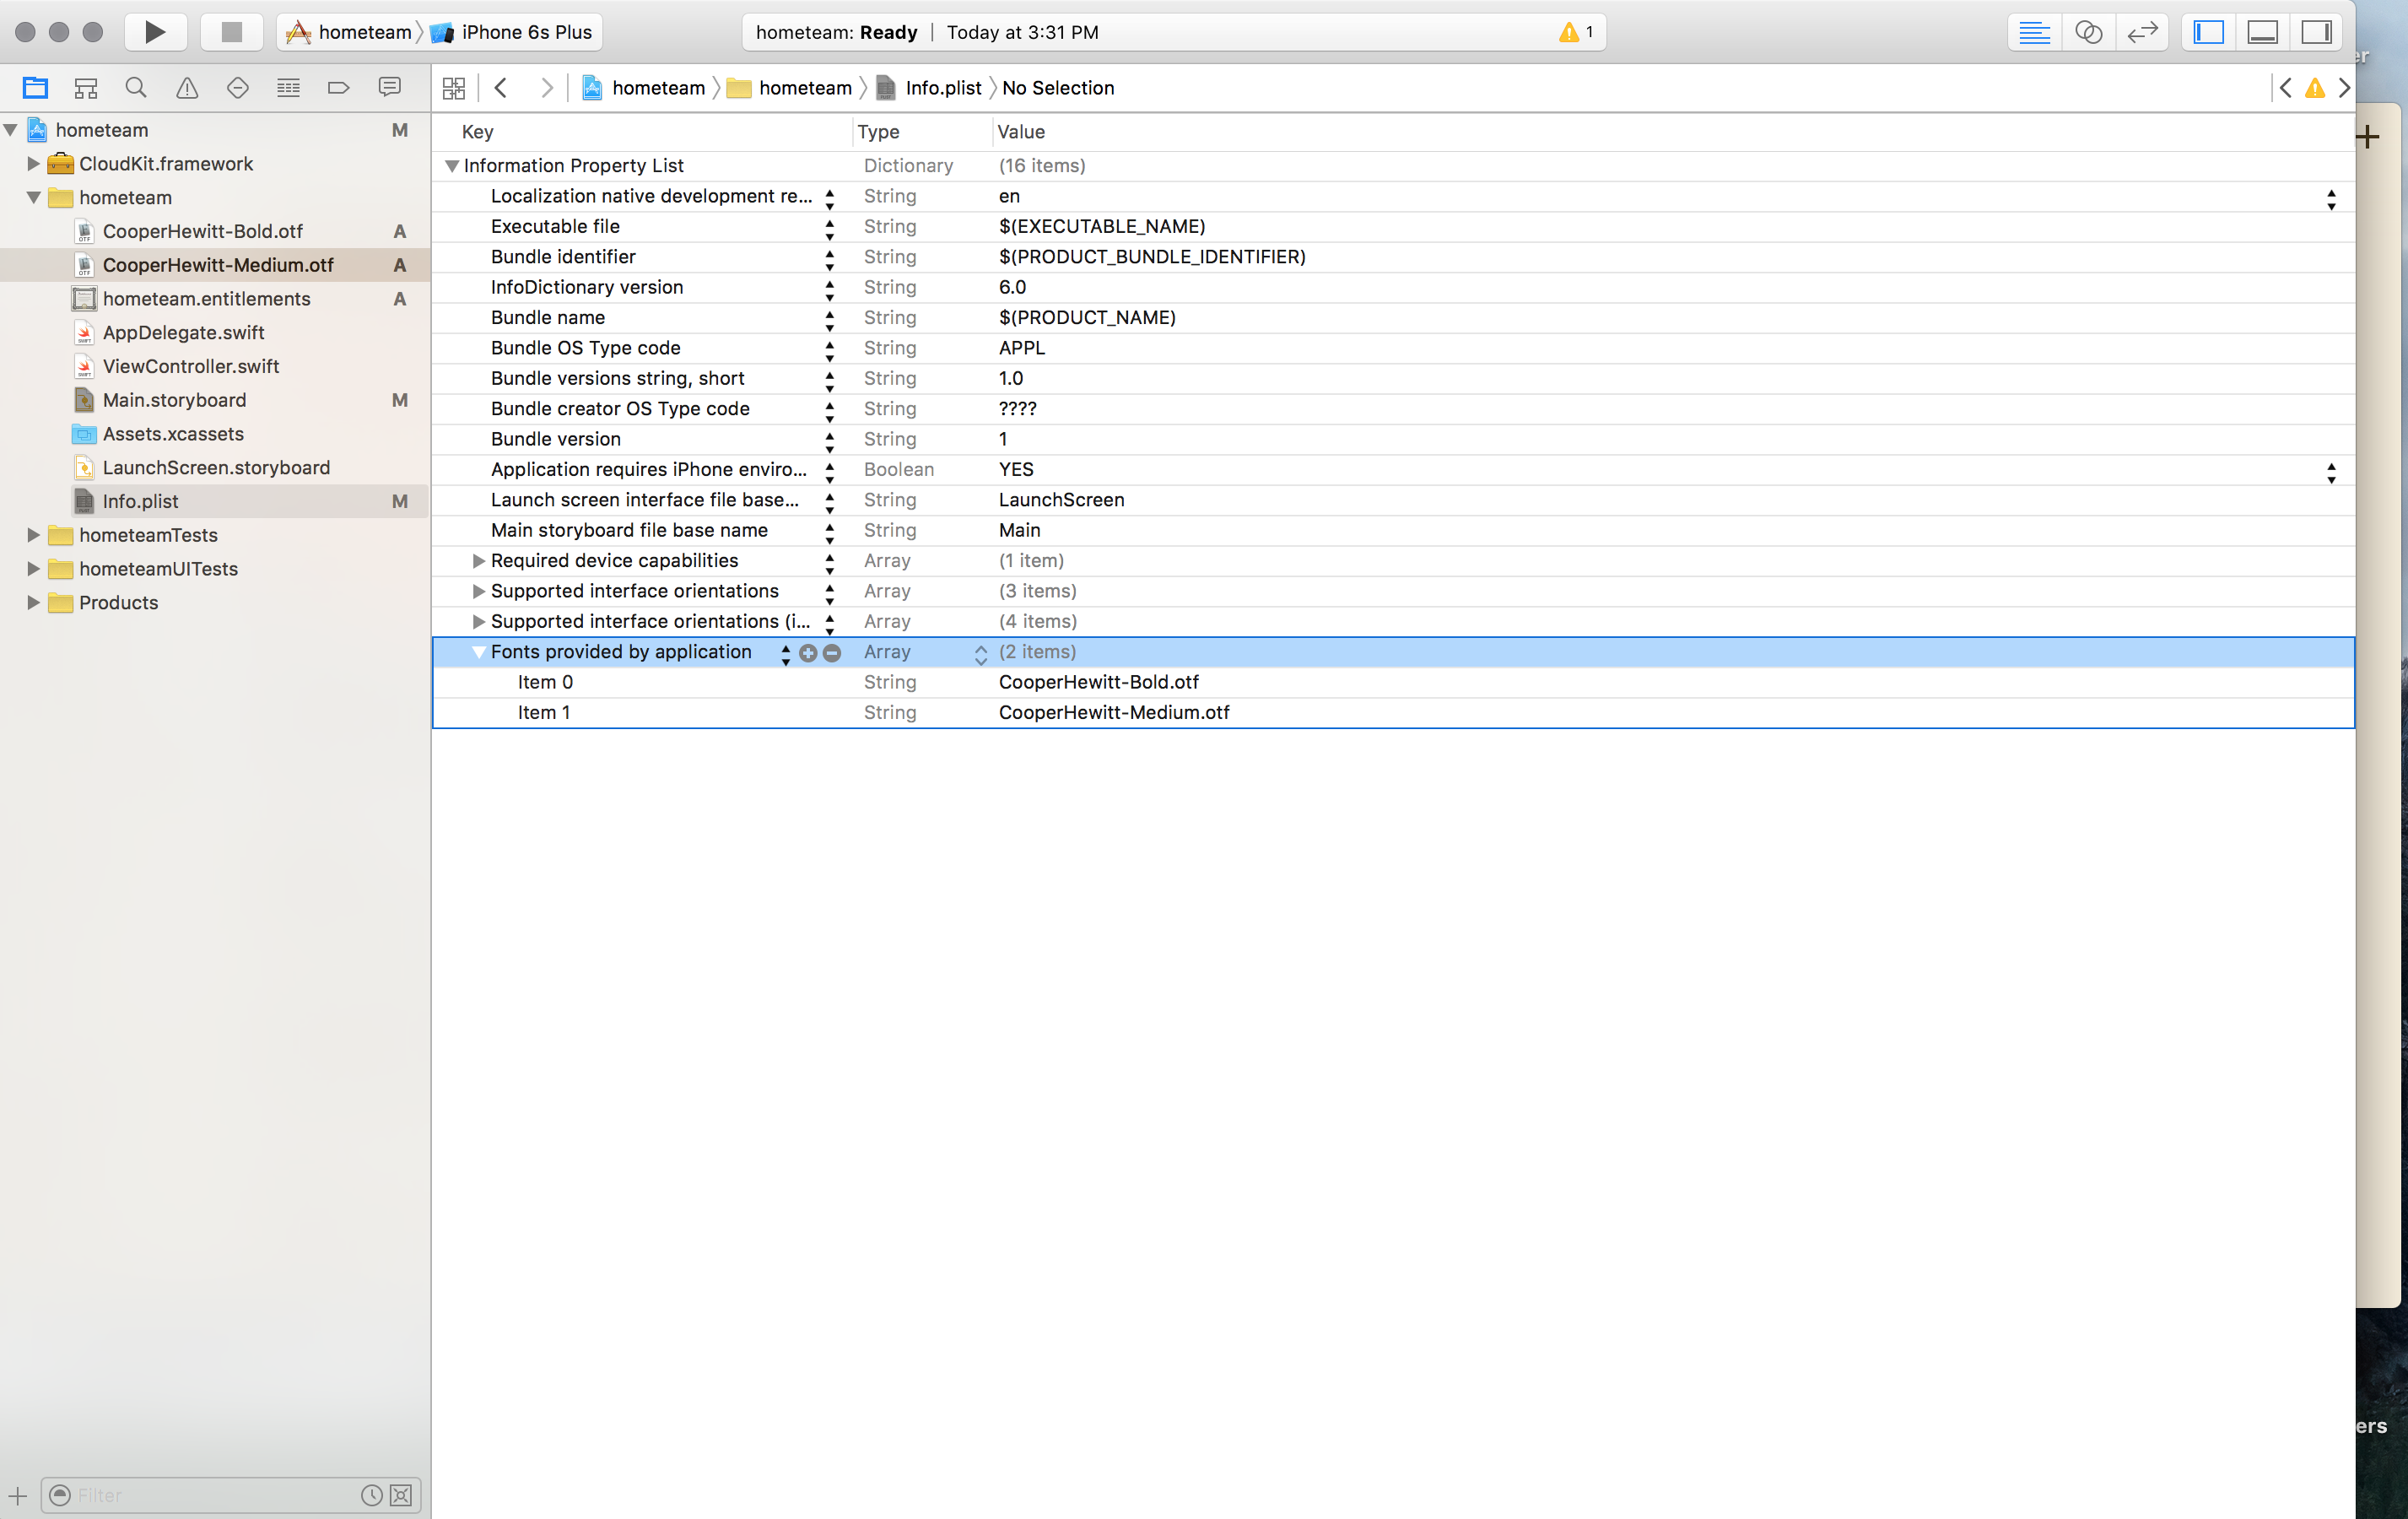 hometeam iPhone 6s Plus
hometeam: Ready | Today at 3:31 PM
1
hometeam hometeam Info.plist No Selection
hometeam M
CloudKit.framework
hometeam
CooperHewitt-Bold.otf A
CooperHewitt-Medium.otf A
hometeam.entitlements A
AppDelegate.swift
ViewController.swift
Main.storyboard M
Assets.xcassets
LaunchScreen.storyboard
Info.plist M
hometeamTests
hometeamUITests
Products
Filter
Key Type Value
Information Property List Dictionary (16 items)
Localization native development re... String en
Executable file String $(EXECUTABLE_NAME)
Bundle identifier String $(PRODUCT_BUNDLE_IDENTIFIER)
InfoDictionary version String 6.0
Bundle name String $(PRODUCT_NAME)
Bundle OS Type code String APPL
Bundle versions string, short String 1.0
Bundle creator OS Type code String ????
Bundle version String 1
Application requires iPhone enviro... Boolean YES
Launch screen interface file base... String LaunchScreen
Main storyboard file base name String Main
Required device capabilities Array (1 item)
Supported interface orientations Array (3 items)
Supported interface orientations (i... Array (4 items)
Fonts provided by application Array (2 items)
Item 0 String CooperHewitt-Bold.otf
Item 1 String CooperHewitt-Medium.otf
er
ers